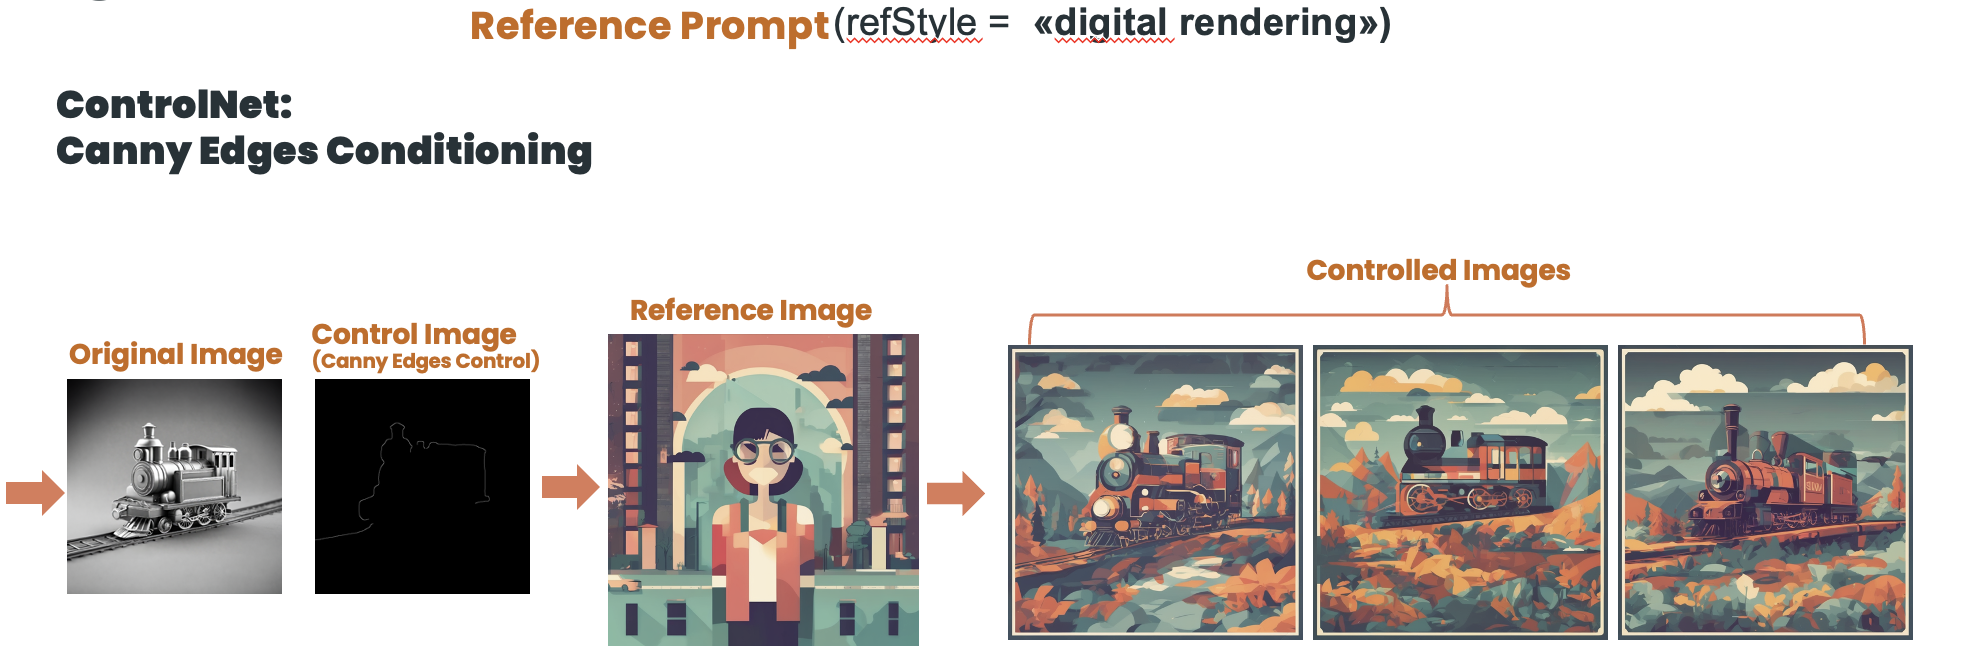 Reference Prompt (refStyle = «digital rendering»)
ControlNet:
Canny Edges Conditioning
Controlled Images
Reference Image
Control Image
(Canny Edges Control)
Original Image